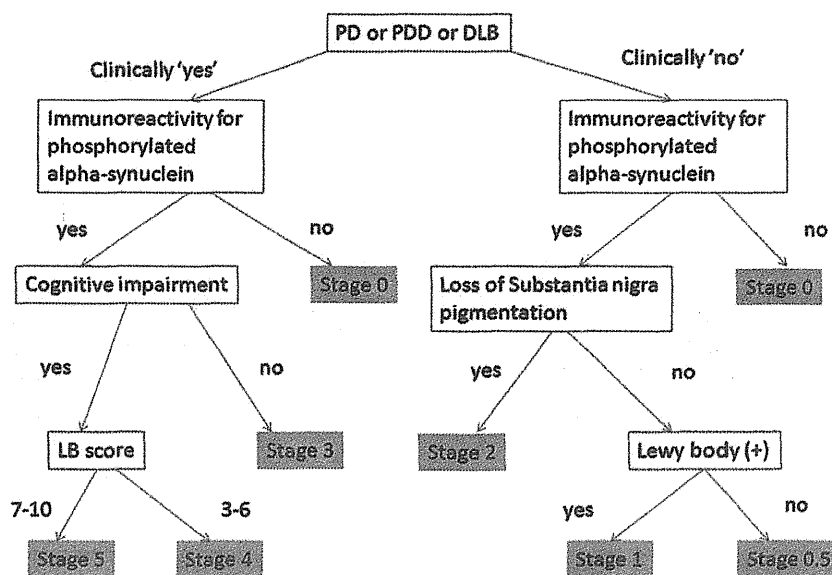 PD or PDD or DLB
Clinically 'yes'
Clinically 'no'
Immunoreactivity for
phosphorylated
alpha-synuclein
Immunoreactivity for
phosphorylated
alpha-synuclein
yes
no
yes
no
Cognitive impairment
Stage 0
Loss of Substantia nigra
pigmentation
Stage 0
yes
no
yes
no
LB score
Stage 3
Stage 2
Lewy body (+)
7-10
3-6
yes
no
Stage 5
Stage 4
Stage 1
Stage 0.5